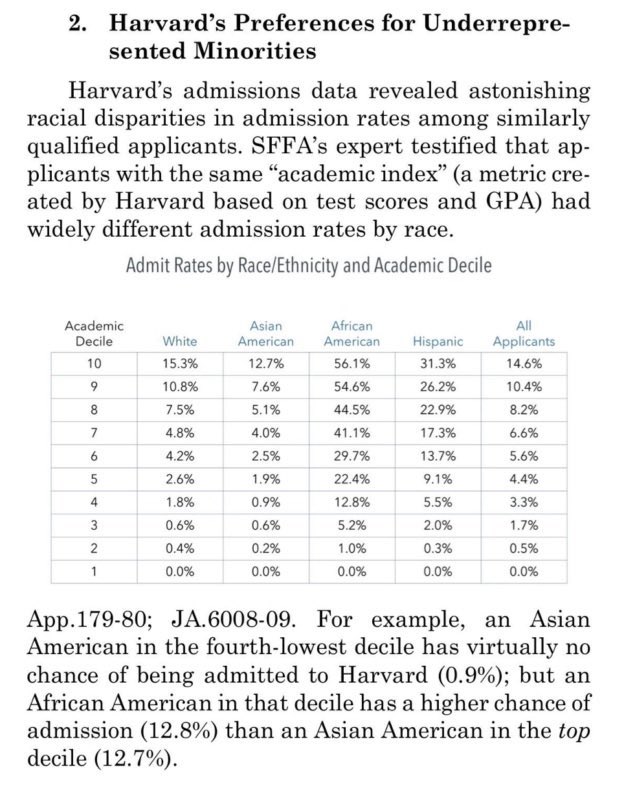 2. Harvard’s Preferences for Underrepre-
sented Minorities
Harvard’s admissions data revealed astonishing
racial disparities in admission rates among similarly
qualified applicants. SFFA’s expert testified that ap-
plicants with the same “academic index” (a metric cre-
ated by Harvard based on test scores and GPA) had
widely different admission rates by race.
Admit Rates by Race/Ethnicity and Academic Decile
Academic Decile White Asian American African American Hispanic All Applicants
10 15.3% 12.7% 56.1% 31.3% 14.6%
9 10.8% 7.6% 54.6% 26.2% 10.4%
8 7.5% 5.1% 44.5% 22.9% 8.2%
7 4.8% 4.0% 41.1% 17.3% 6.6%
6 4.2% 2.5% 29.7% 13.7% 5.6%
5 2.6% 1.9% 22.4% 9.1% 4.4%
4 1.8% 0.9% 12.8% 5.5% 3.3%
3 0.6% 0.6% 5.2% 2.0% 1.7%
2 0.4% 0.2% 1.0% 0.3% 0.5%
1 0.0% 0.0% 0.0% 0.0% 0.0%
App.179-80; JA.6008-09. For example, an Asian
American in the fourth-lowest decile has virtually no
chance of being admitted to Harvard (0.9%); but an
African American in that decile has a higher chance of
admission (12.8%) than an Asian American in the top
decile (12.7%).